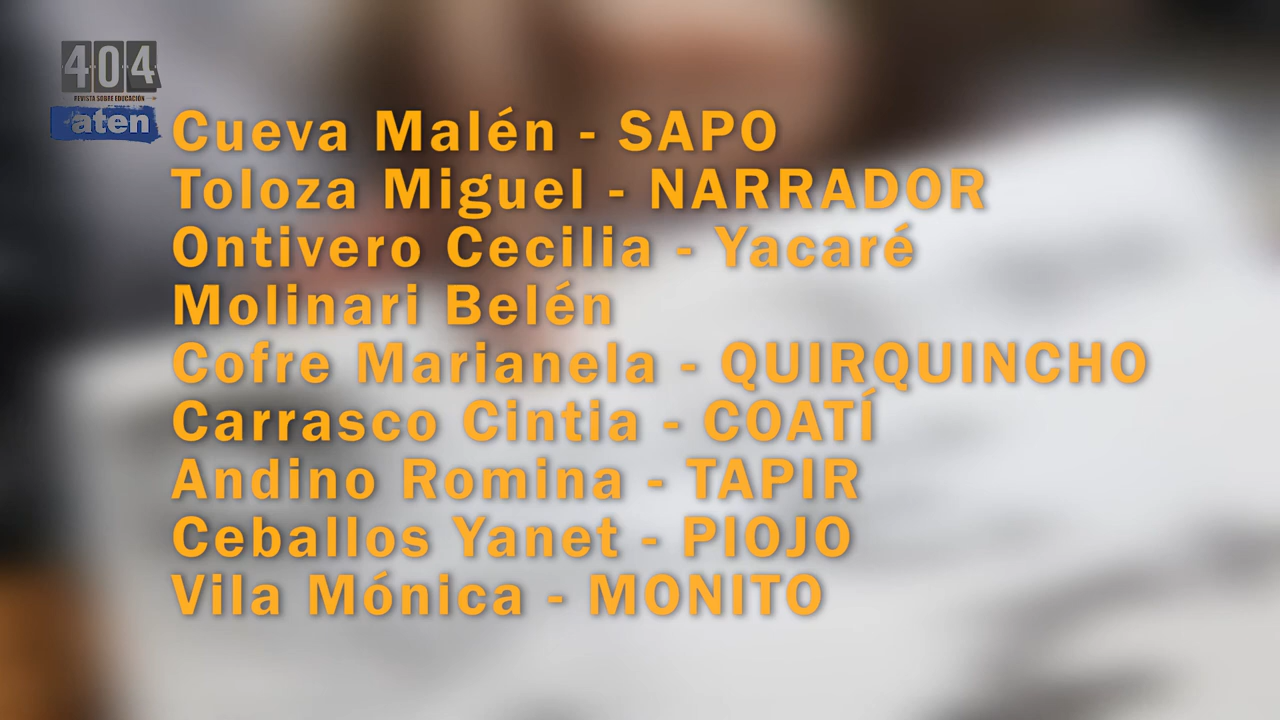 404
REVISTA SOBRE EDUCACIÓN
aten
Cueva Malén - SAPO
Toloza Miguel - NARRADOR
Ontivero Cecilia - Yacaré
Molinari Belén
Cofre Marianela - QUIRQUINCHO
Carrasco Cintia - COATÍ
Andino Romina - TAPIR
Ceballos Yanet - PIOJO
Vila Mónica - MONITO